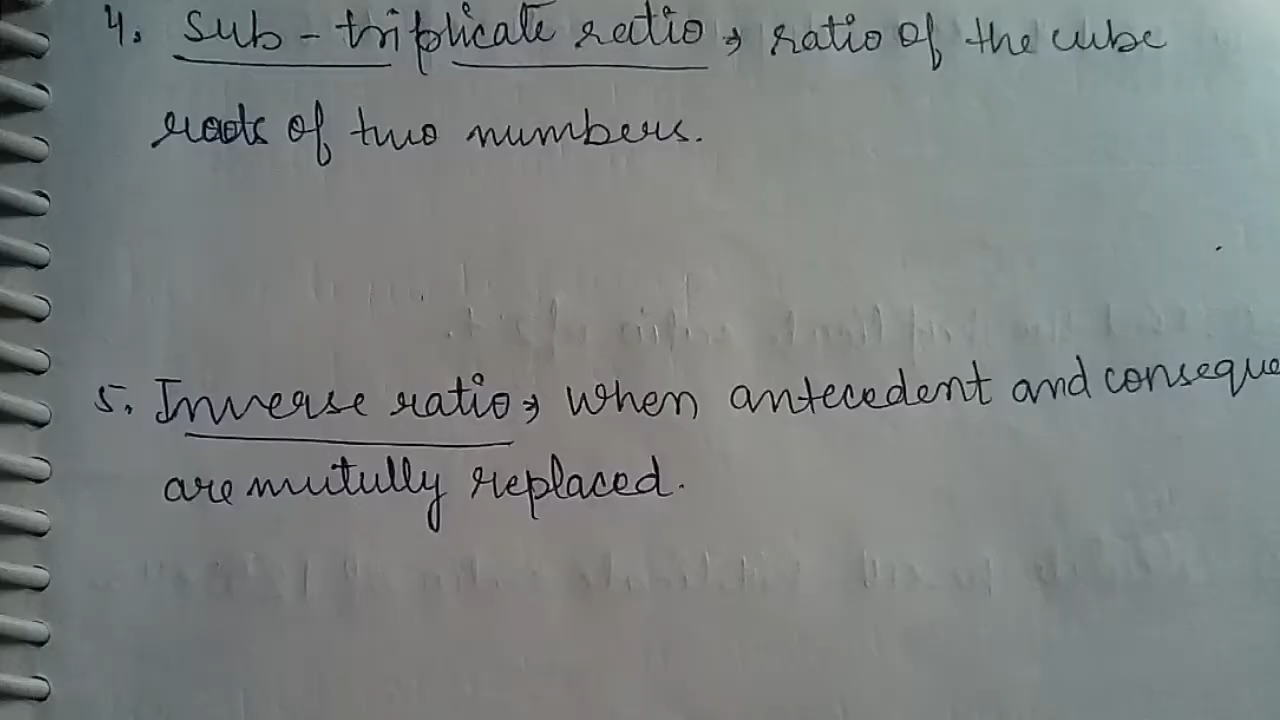 4. Sub-triplicate ratio → ratio of the cube
roots of two numbers.
5. Inverse ratio → when antecedent and conseque
are mutully replaced.